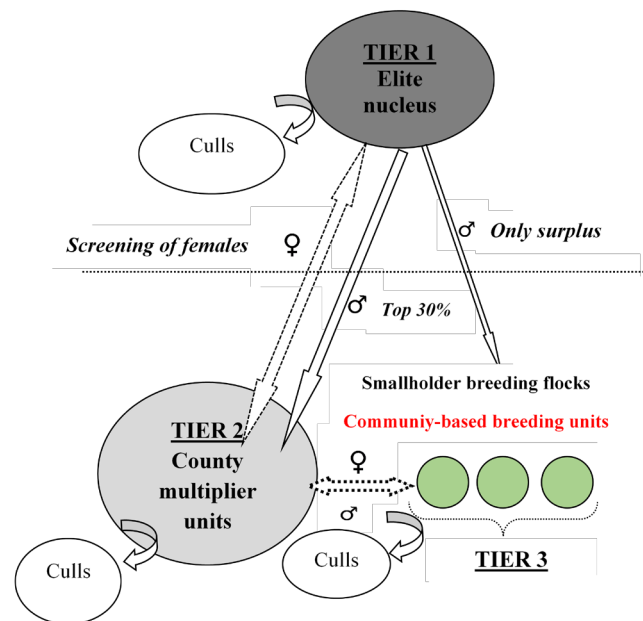 TIER 1
Elite
nucleus
Culls
Screening of females ♀
♂ Only surplus
♂ Top 30%
Smallholder breeding flocks
Communiy-based breeding units
TIER 2
County
multiplier
units
♀
♂
Culls
Culls
TIER 3